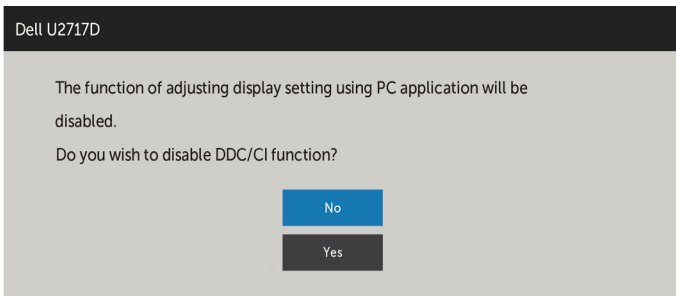 Dell U2717D
The function of adjusting display setting using PC application will be
disabled.
Do you wish to disable DDC/CI function?
No
Yes